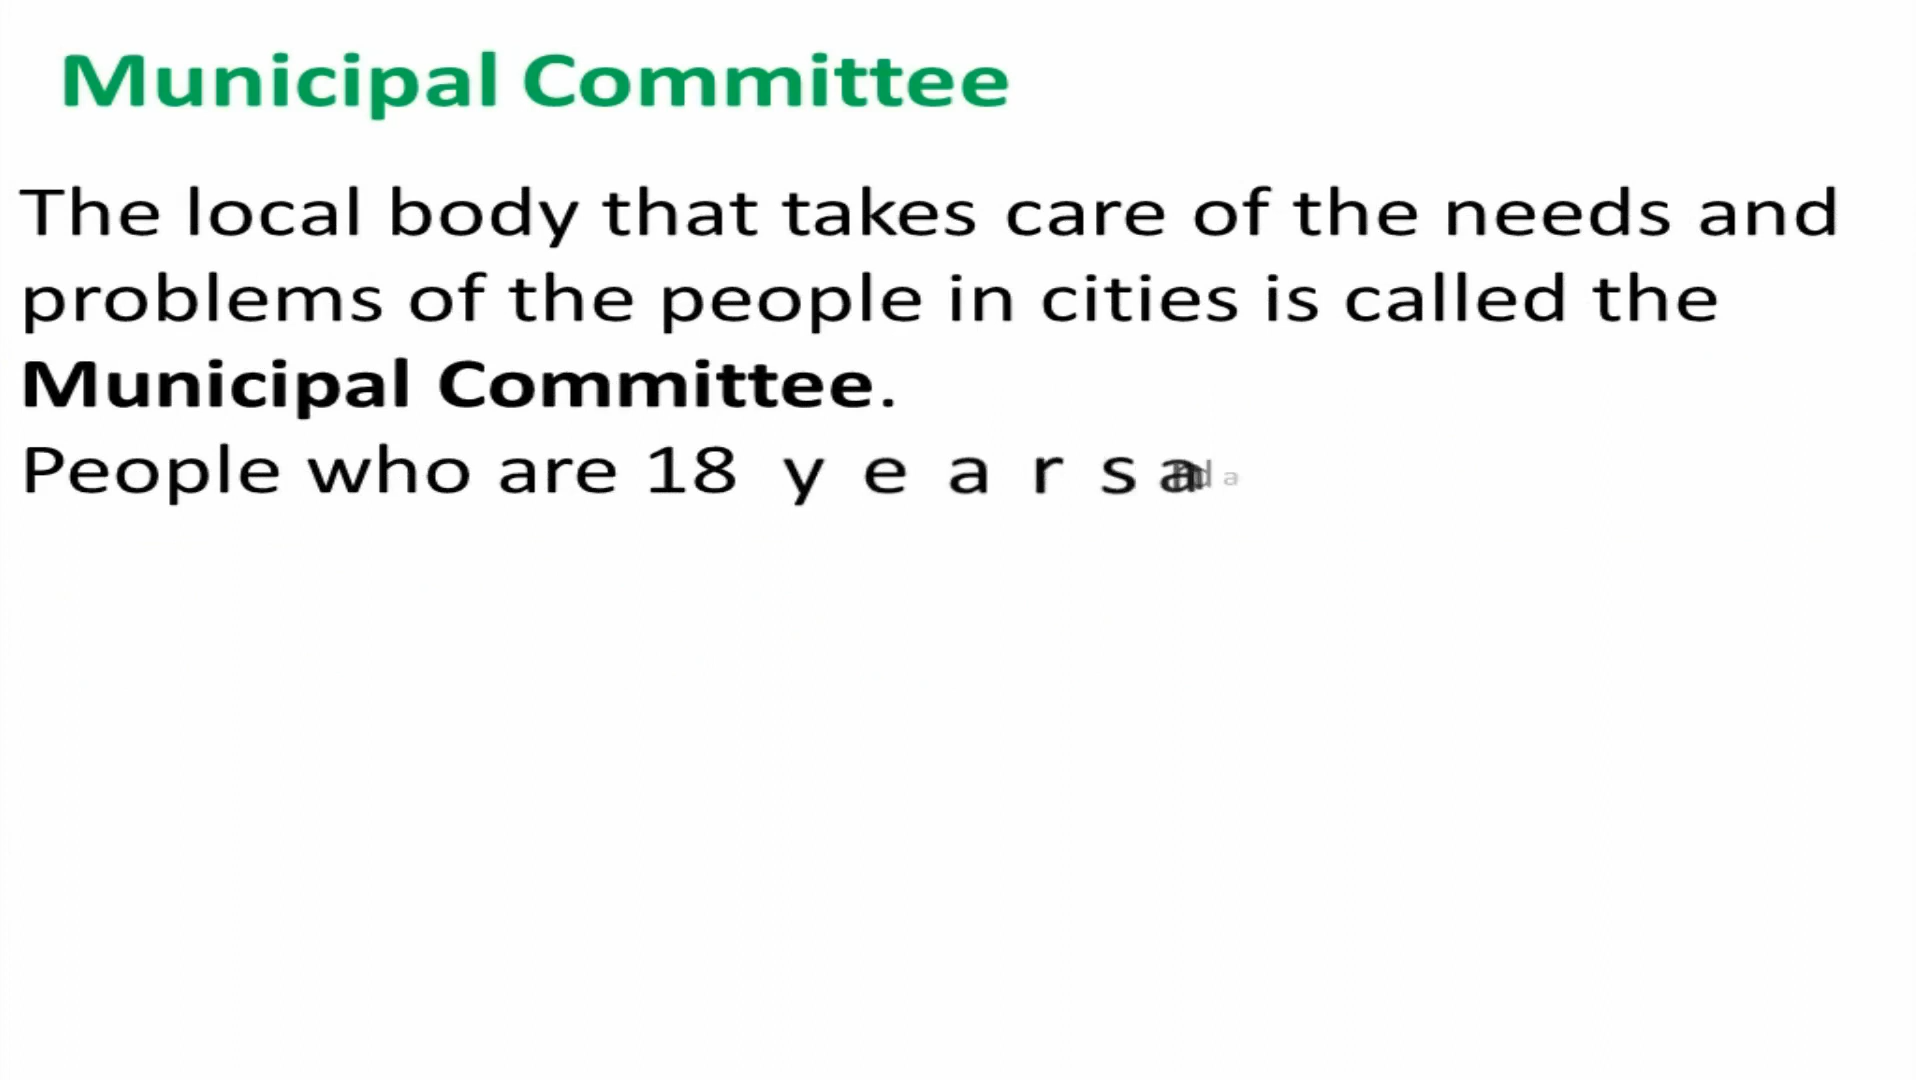 Municipal Committee
The local body that takes care of the needs and
problems of the people in cities is called the
Municipal Committee.
People who are 18 years